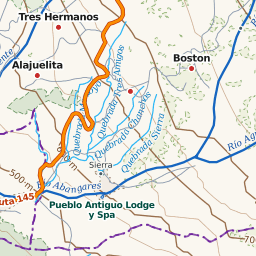 Tres Hermanos
Boston
Alajuelita
Quebrada Tres Amigos
Quebrada Chanchos
Quebrada Sierra
Sierra
Río Abangares
500 m
Ruta 145
Pueblo Antiguo Lodge
y Spa